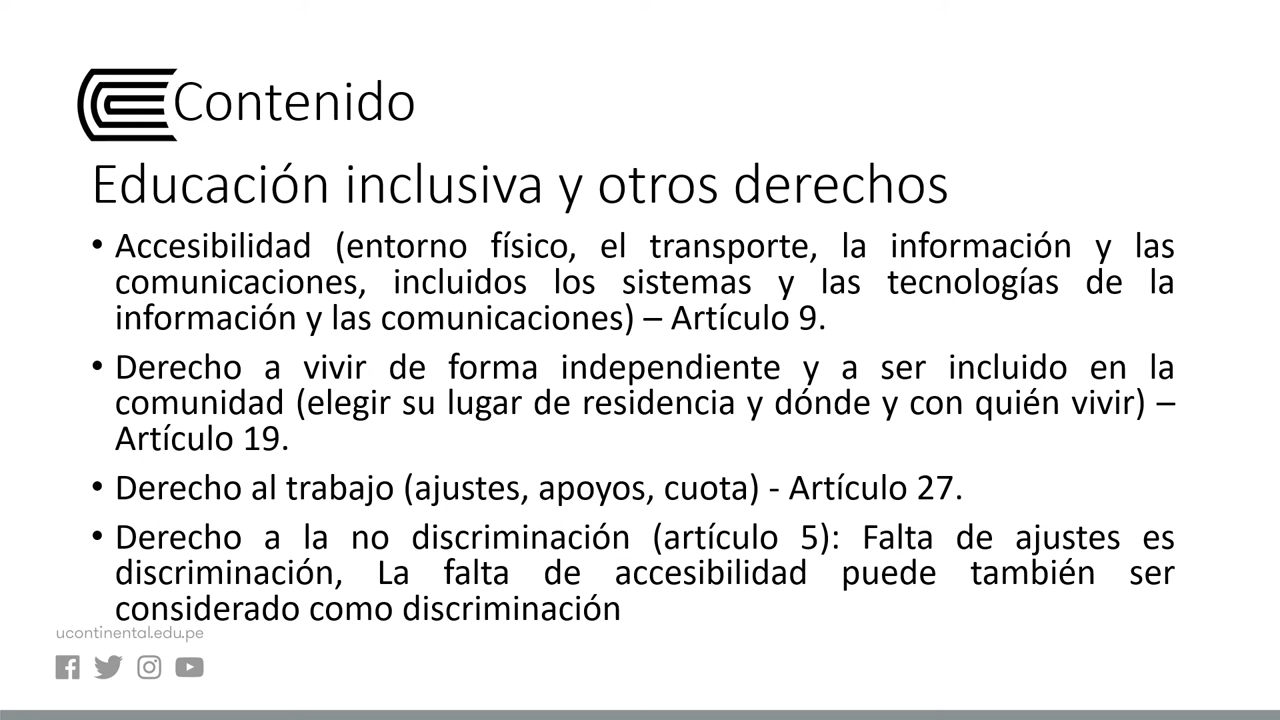 Contenido
Educación inclusiva y otros derechos
• Accesibilidad (entorno físico, el transporte, la información y las
comunicaciones, incluidos los sistemas y las tecnologías de la
información y las comunicaciones) – Artículo 9.
• Derecho a vivir de forma independiente y a ser incluido en la
comunidad (elegir su lugar de residencia y dónde y con quién vivir) –
Artículo 19.
• Derecho al trabajo (ajustes, apoyos, cuota) - Artículo 27.
• Derecho a la no discriminación (artículo 5): Falta de ajustes es
discriminación, La falta de accesibilidad puede también ser
considerado como discriminación
ucontinental.edu.pe